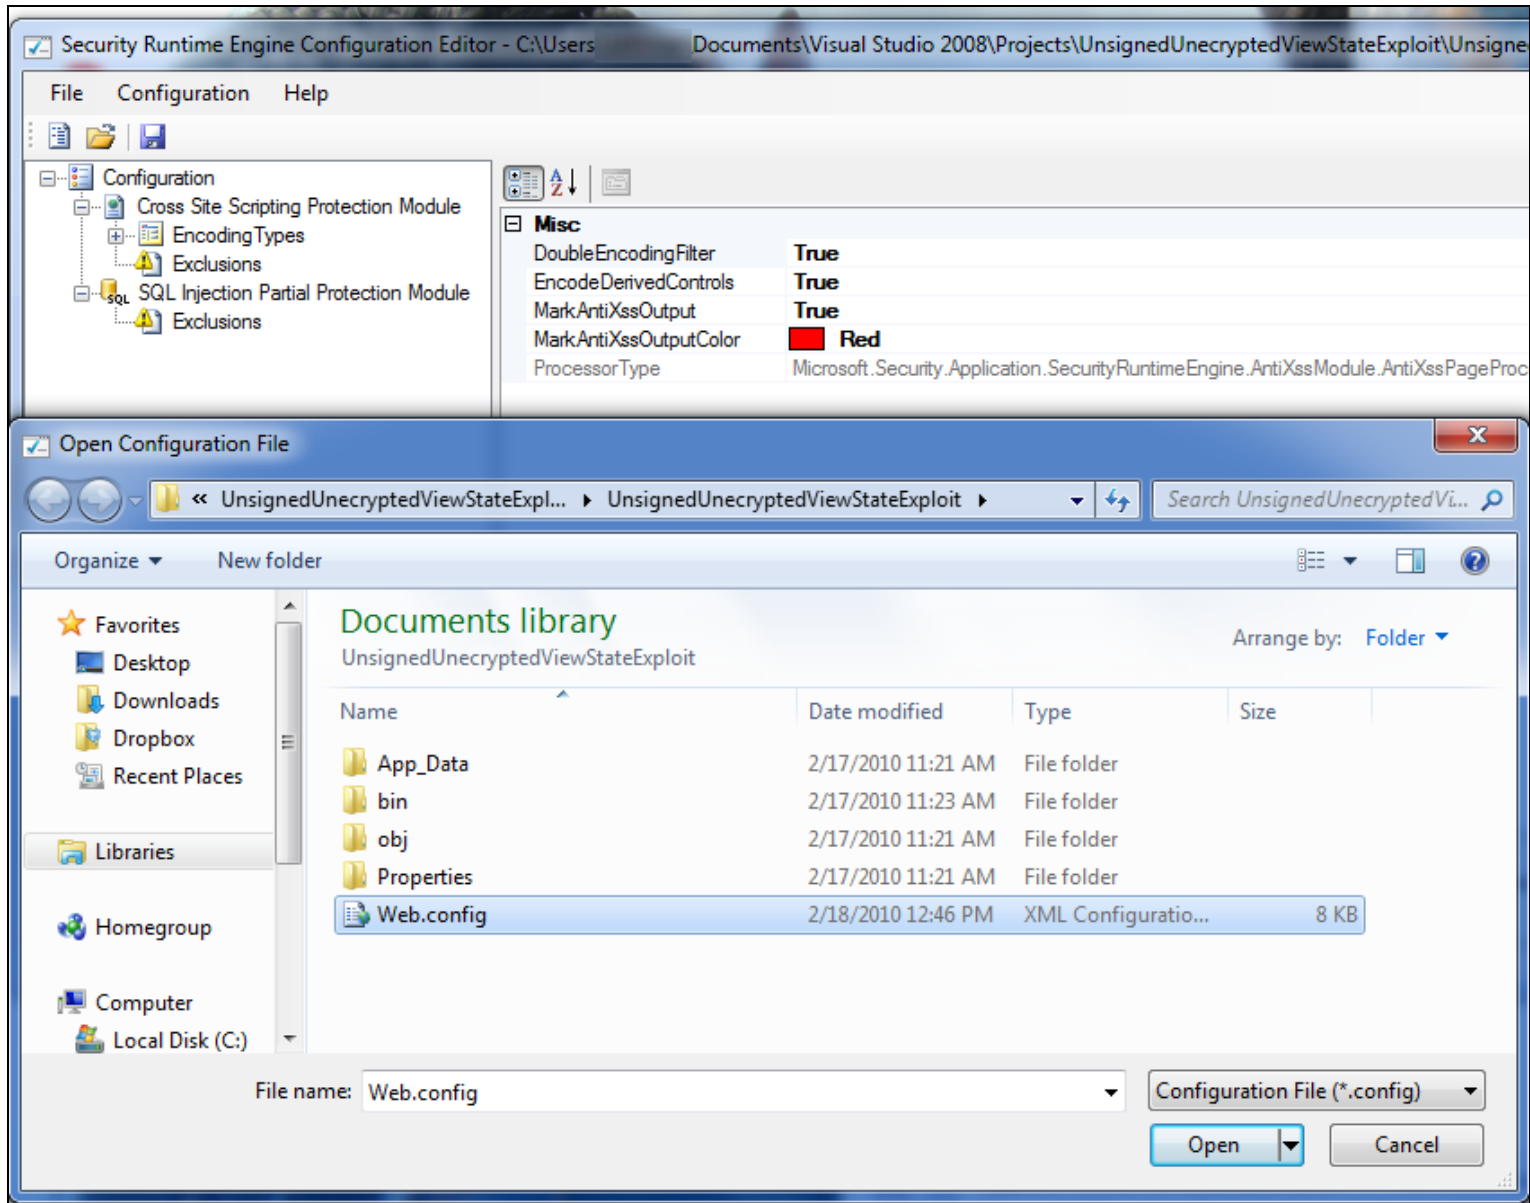 Security Runtime Engine Configuration Editor - C:\Users Documents\Visual Studio 2008\Projects\UnsignedUnecryptedViewStateExploit\Unsigne
File Configuration Help
Configuration
Cross Site Scripting Protection Module
EncodingTypes
Exclusions
SQL SQL Injection Partial Protection Module
Exclusions
A Z
Misc
DoubleEncodingFilter True
EncodeDerivedControls True
MarkAntiXssOutput True
MarkAntiXssOutputColor Red
ProcessorType Microsoft.Security.Application.SecurityRuntimeEngine.AntiXssModule.AntiXssPageProc
Open Configuration File
« UnsignedUnecryptedViewStateExpl... UnsignedUnecryptedViewStateExploit
Search UnsignedUnecryptedVi...
Organize New folder
Favorites
Desktop
Downloads
Dropbox
Recent Places
Libraries
Homegroup
Computer
Local Disk (C:)
Documents library
UnsignedUnecryptedViewStateExploit
Arrange by: Folder
Name Date modified Type Size
App_Data 2/17/2010 11:21 AM File folder
bin 2/17/2010 11:23 AM File folder
obj 2/17/2010 11:21 AM File folder
Properties 2/17/2010 11:21 AM File folder
Web.config 2/18/2010 12:46 PM XML Configuratio... 8 KB
File name: Web.config
Configuration File (*.config)
Open Cancel